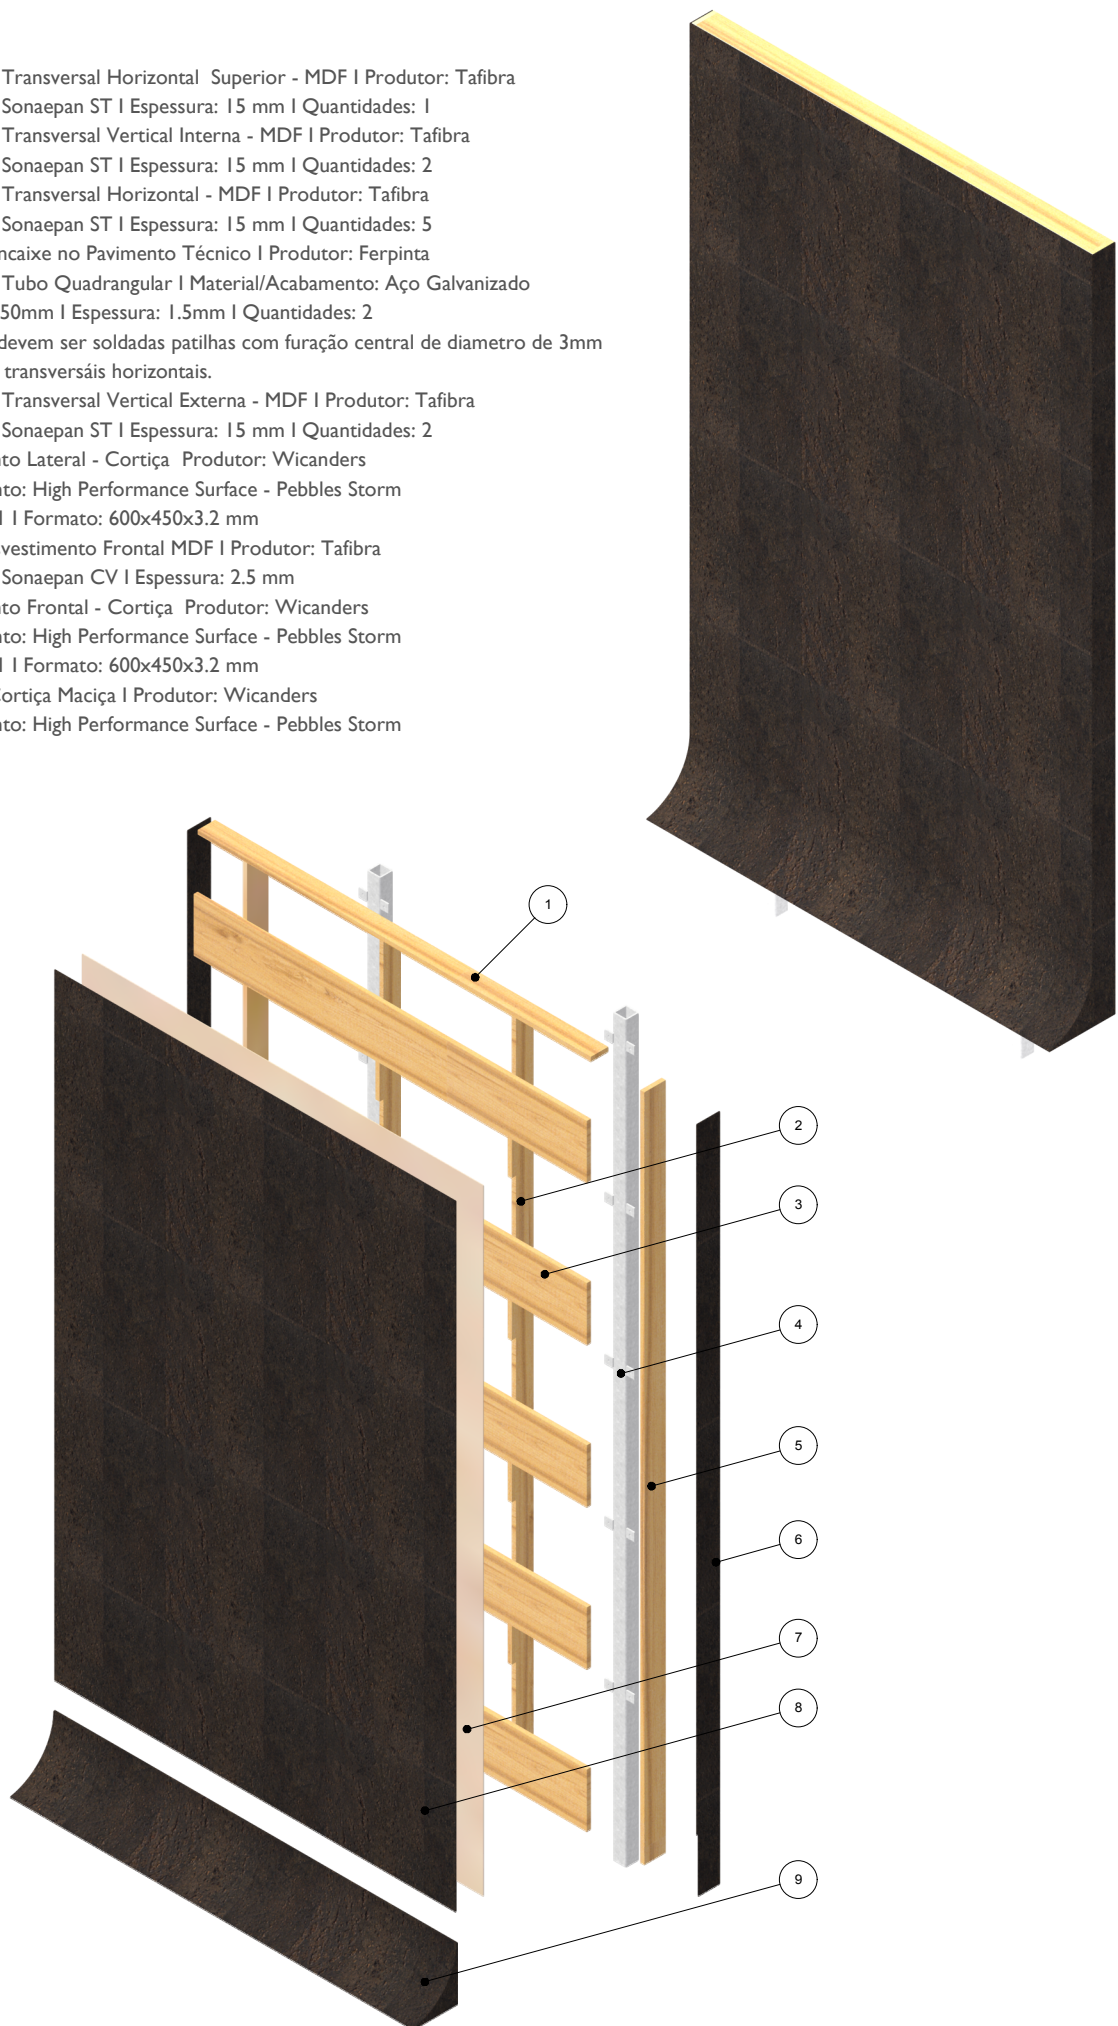 Transversal Horizontal Superior - MDF I Produtor: Tafibra
Sonaepan ST I Espessura: 15 mm I Quantidades: 1
Transversal Vertical Interna - MDF I Produtor: Tafibra
Sonaepan ST I Espessura: 15 mm I Quantidades: 2
Transversal Horizontal - MDF I Produtor: Tafibra
Sonaepan ST I Espessura: 15 mm I Quantidades: 5
ncaixe no Pavimento Técnico I Produtor: Ferpinta
Tubo Quadrangular I Material/Acabamento: Aço Galvanizado
50mm I Espessura: 1.5mm I Quantidades: 2
devem ser soldadas patilhas com furação central de diametro de 3mm
transversáis horizontais.
Transversal Vertical Externa - MDF I Produtor: Tafibra
Sonaepan ST I Espessura: 15 mm I Quantidades: 2
nto Lateral - Cortiça Produtor: Wicanders
nto: High Performance Surface - Pebbles Storm
1 I Formato: 600x450x3.2 mm
vestimento Frontal MDF I Produtor: Tafibra
Sonaepan CV I Espessura: 2.5 mm
nto Frontal - Cortiça Produtor: Wicanders
nto: High Performance Surface - Pebbles Storm
1 I Formato: 600x450x3.2 mm
Cortiça Maciça I Produtor: Wicanders
nto: High Performance Surface - Pebbles Storm
1
2
3
4
5
6
7
8
9